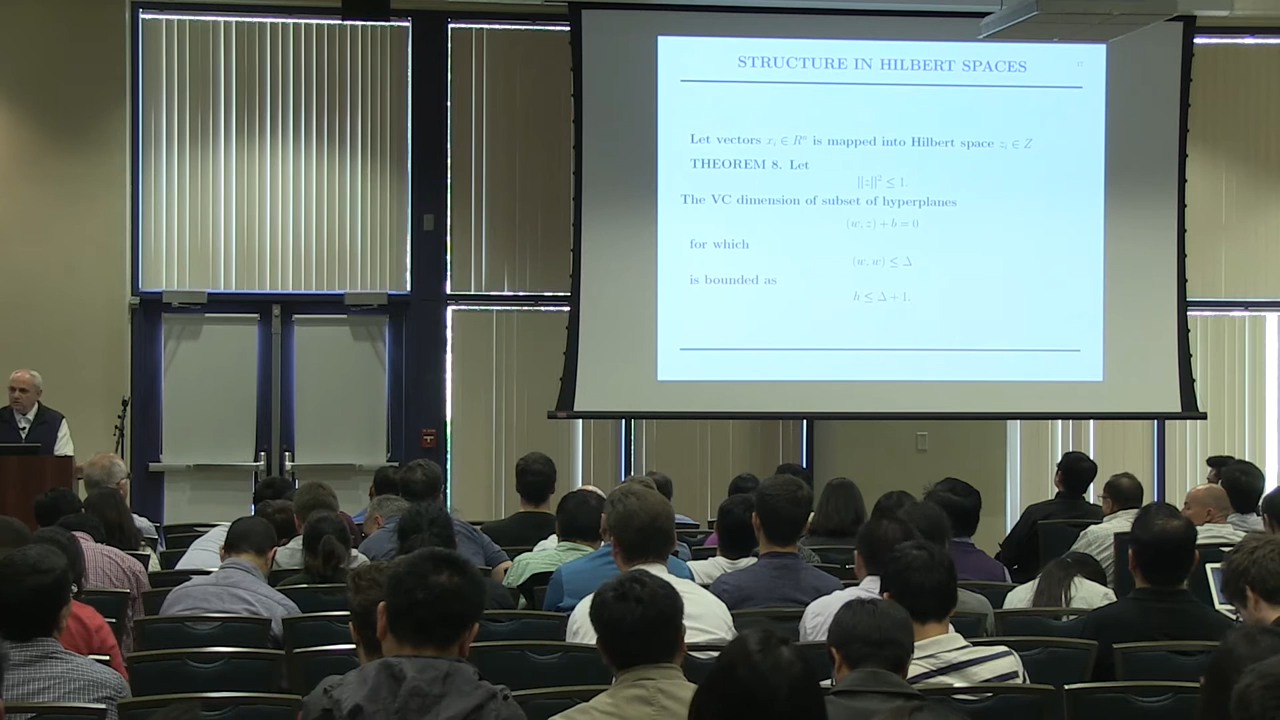 STRUCTURE IN HILBERT SPACES
17
Let vectors xᵢ ∈ Rⁿ is mapped into Hilbert space zᵢ ∈ Z
THEOREM 8. Let
||z||² ≤ 1.
The VC dimension of subset of hyperplanes
(w, z) + b = 0
for which
(w, w) ≤ Δ
is bounded as
h ≤ Δ + 1.